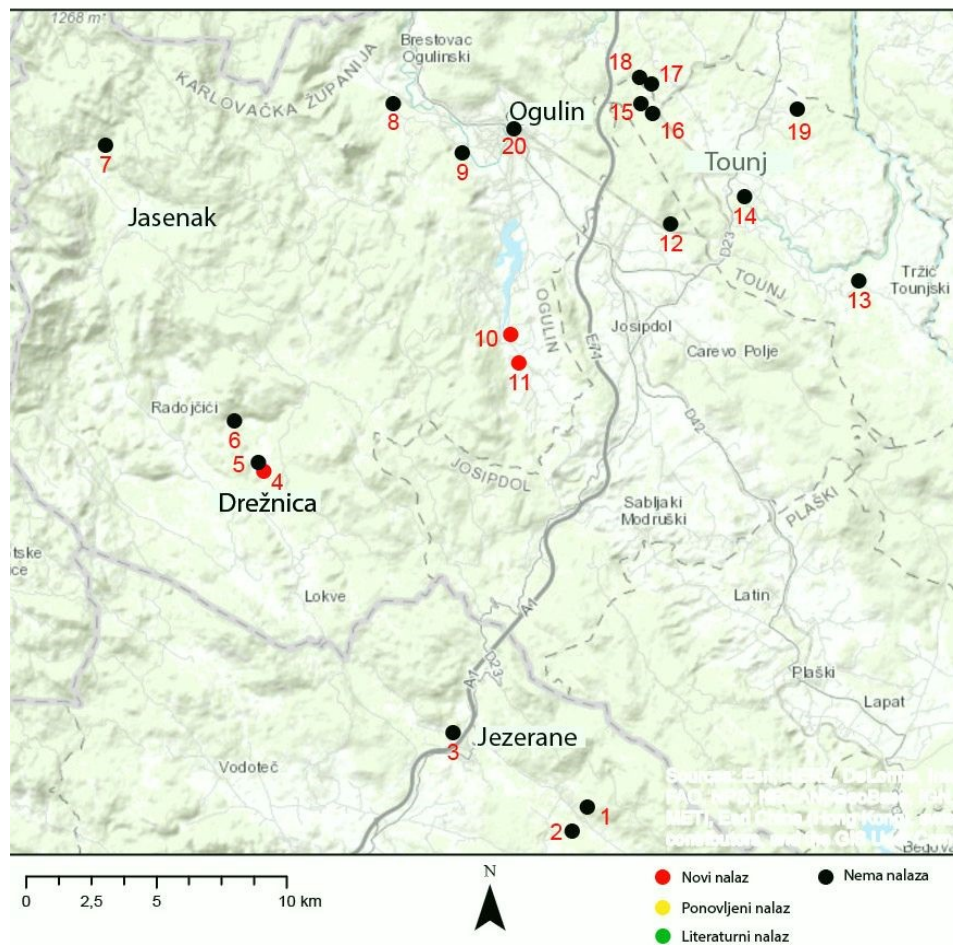 1268 m
Brestovac
Ogulinski
KARLOVAČKA ŽUPANIJA
18
17
8
Ogulin
15
16
19
20
7
9
Tounj
Jasenak
14
12
D23
TOUNJ
Tržić
Tounjski
13
OGULIN
10
Josipdol
E71
Carevo Polje
11
Radojčići
6
D42
JOSIPDOL
5
4
Drežnica
Sabljaki
Modruški
PLAŠKI
Lokve
A1
Latin
D23
Plaški
A1
Lapat
Jezerane
3
Vodoteč
1
2
N
0
2,5
5
10 km
Novi nalaz
Nema nalaza
Ponovljeni nalaz
Literaturni nalaz